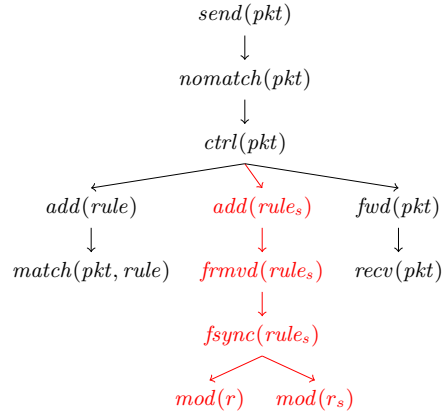 send(pkt)
nomatch(pkt)
ctrl(pkt)
add(rule) add(rule_s) fwd(pkt)
match(pkt, rule) frmvd(rule_s) recv(pkt)
fsync(rule_s)
mod(r) mod(r_s)